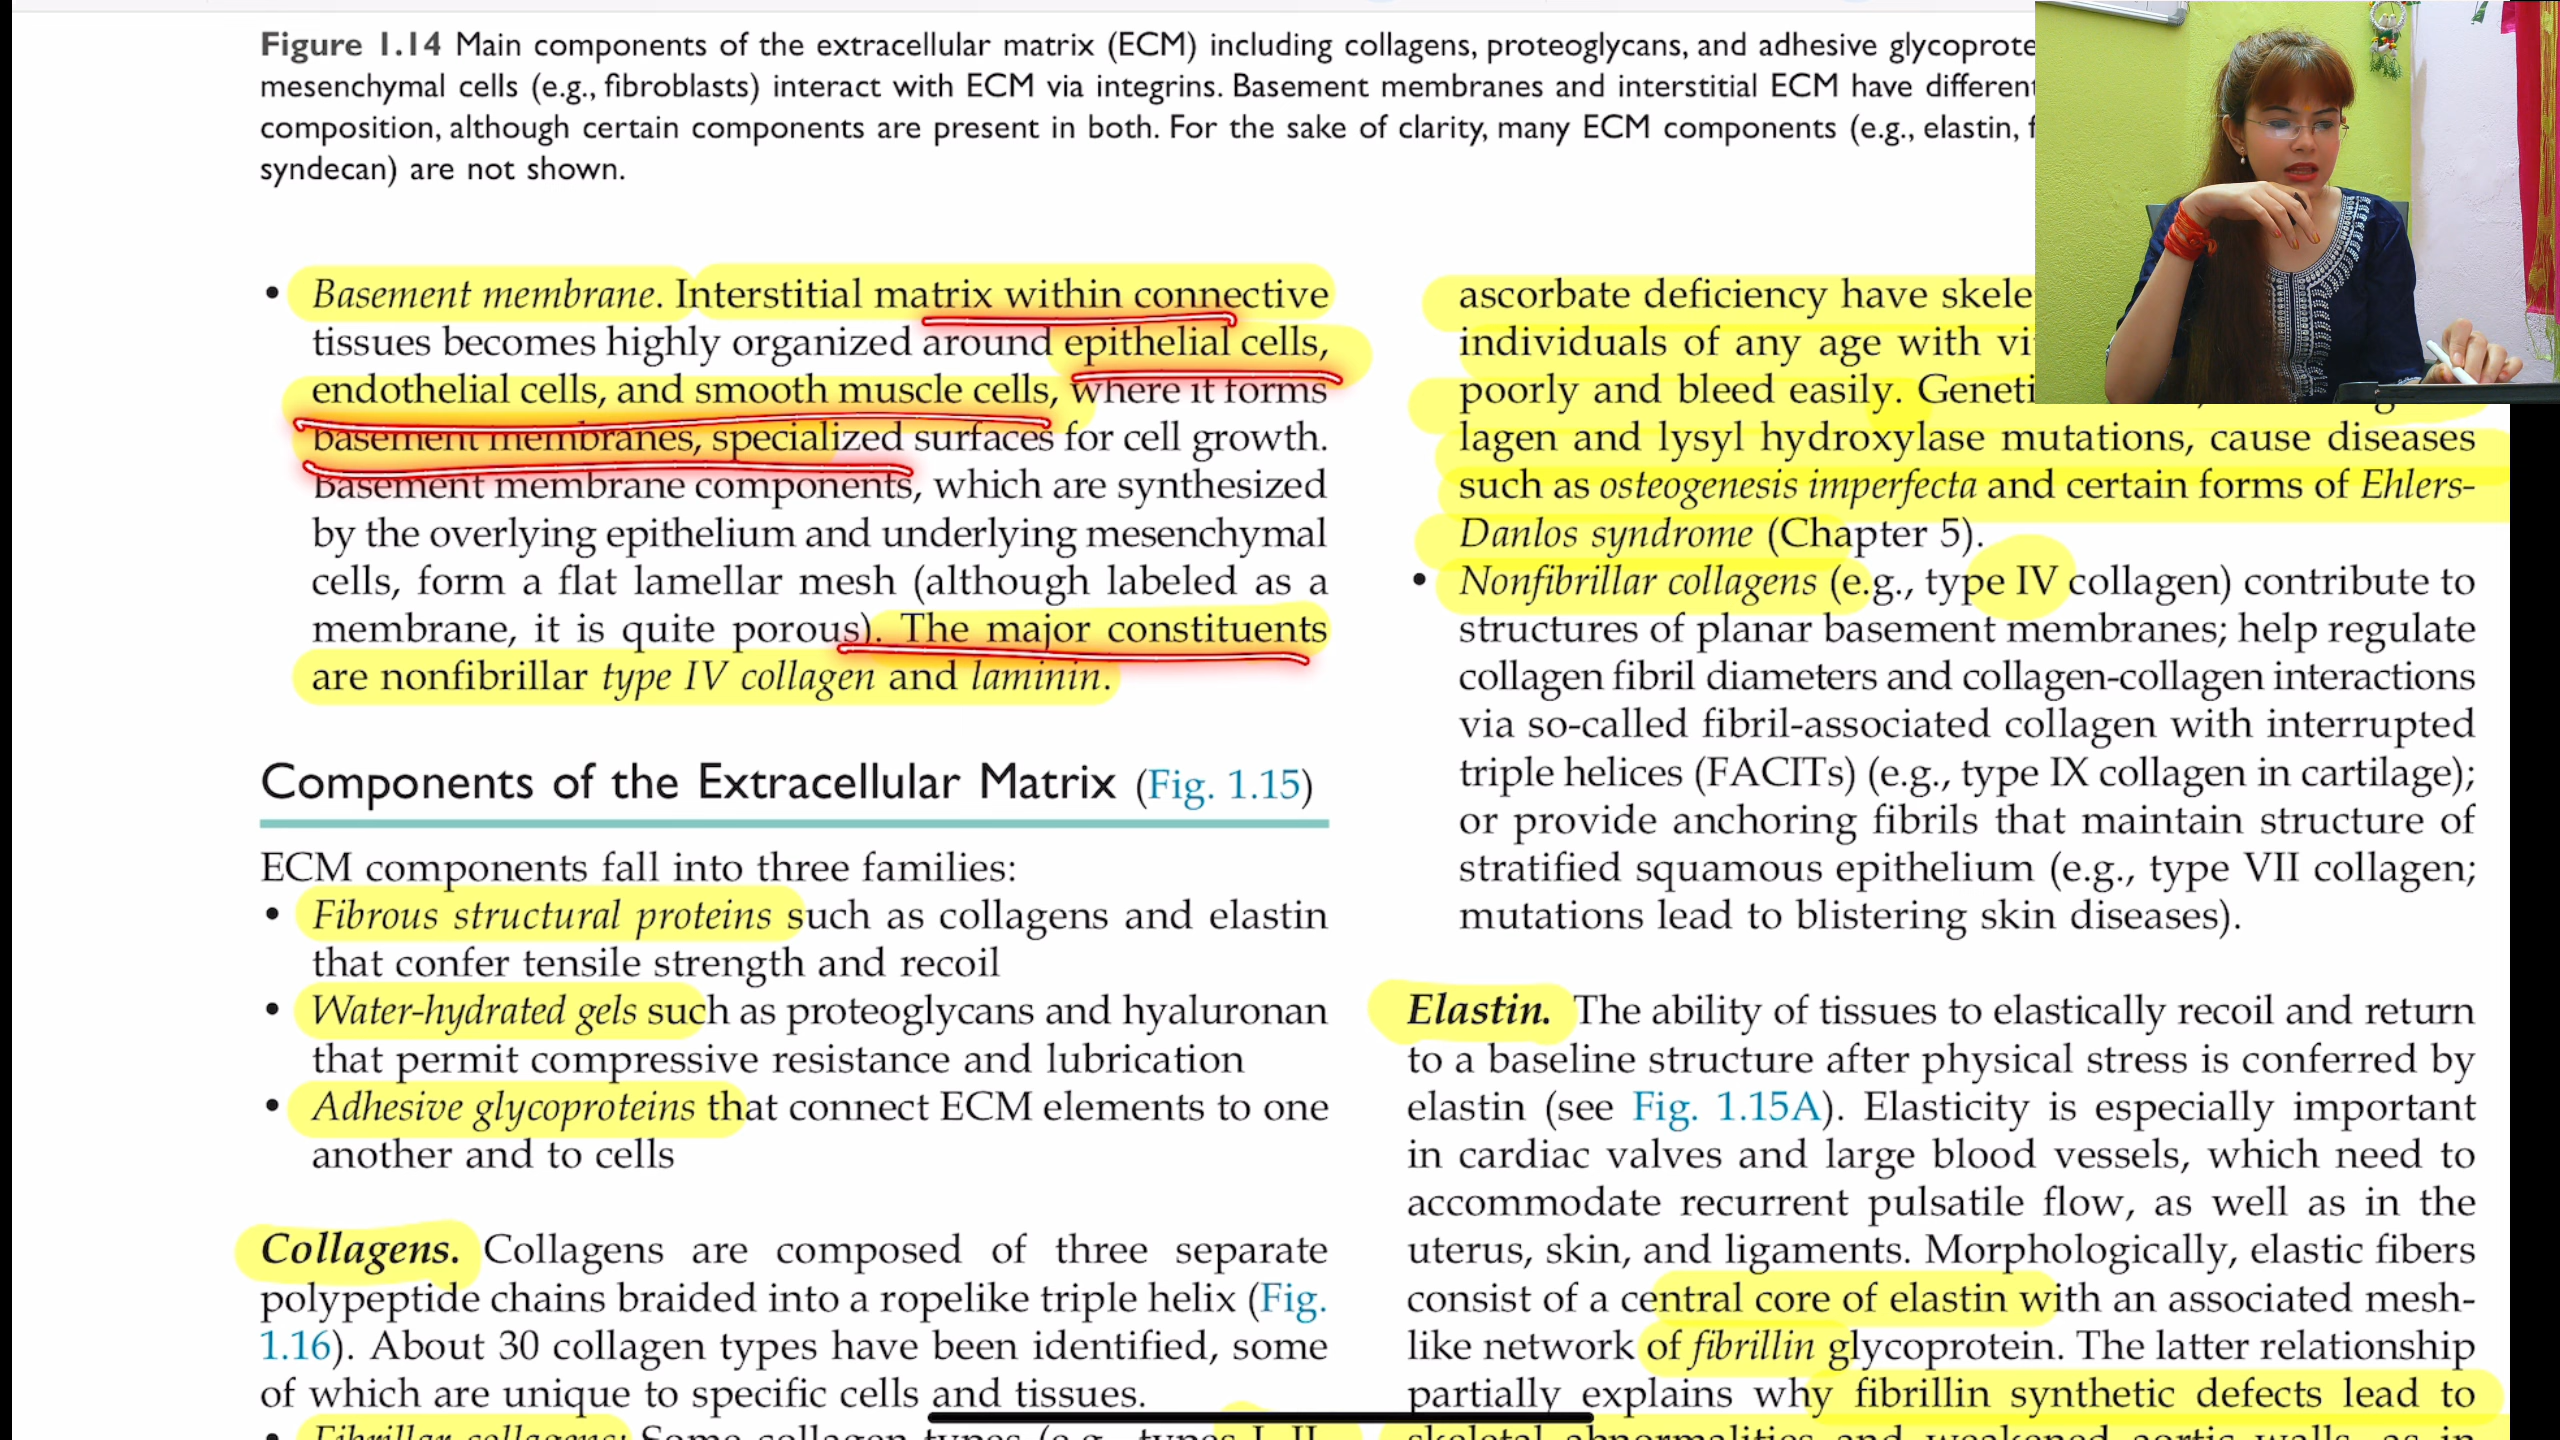 Figure 1.14 Main components of the extracellular matrix (ECM) including collagens, proteoglycans, and adhesive glycoprote
mesenchymal cells (e.g., fibroblasts) interact with ECM via integrins. Basement membranes and interstitial ECM have different
composition, although certain components are present in both. For the sake of clarity, many ECM components (e.g., elastin, f
syndecan) are not shown.
• Basement membrane. Interstitial matrix within connective
tissues becomes highly organized around epithelial cells,
endothelial cells, and smooth muscle cells, where it forms
basement membranes, specialized surfaces for cell growth.
Basement membrane components, which are synthesized
by the overlying epithelium and underlying mesenchymal
cells, form a flat lamellar mesh (although labeled as a
membrane, it is quite porous). The major constituents
are nonfibrillar type IV collagen and laminin.
Components of the Extracellular Matrix (Fig. 1.15)
ECM components fall into three families:
• Fibrous structural proteins such as collagens and elastin
that confer tensile strength and recoil
• Water-hydrated gels such as proteoglycans and hyaluronan
that permit compressive resistance and lubrication
• Adhesive glycoproteins that connect ECM elements to one
another and to cells
Collagens. Collagens are composed of three separate
polypeptide chains braided into a ropelike triple helix (Fig.
1.16). About 30 collagen types have been identified, some
of which are unique to specific cells and tissues.
• Fibrillar collagens: Some collagen types (e.g., types I, II,
ascorbate deficiency have skele
individuals of any age with vi
poorly and bleed easily. Geneti
lagen and lysyl hydroxylase mutations, cause diseases
such as osteogenesis imperfecta and certain forms of Ehlers-
Danlos syndrome (Chapter 5).
• Nonfibrillar collagens (e.g., type IV collagen) contribute to
structures of planar basement membranes; help regulate
collagen fibril diameters and collagen-collagen interactions
via so-called fibril-associated collagen with interrupted
triple helices (FACITs) (e.g., type IX collagen in cartilage);
or provide anchoring fibrils that maintain structure of
stratified squamous epithelium (e.g., type VII collagen;
mutations lead to blistering skin diseases).
Elastin. The ability of tissues to elastically recoil and return
to a baseline structure after physical stress is conferred by
elastin (see Fig. 1.15A). Elasticity is especially important
in cardiac valves and large blood vessels, which need to
accommodate recurrent pulsatile flow, as well as in the
uterus, skin, and ligaments. Morphologically, elastic fibers
consist of a central core of elastin with an associated mesh-
like network of fibrillin glycoprotein. The latter relationship
partially explains why fibrillin synthetic defects lead to
skeletal abnormalities and weakened aortic walls, as in